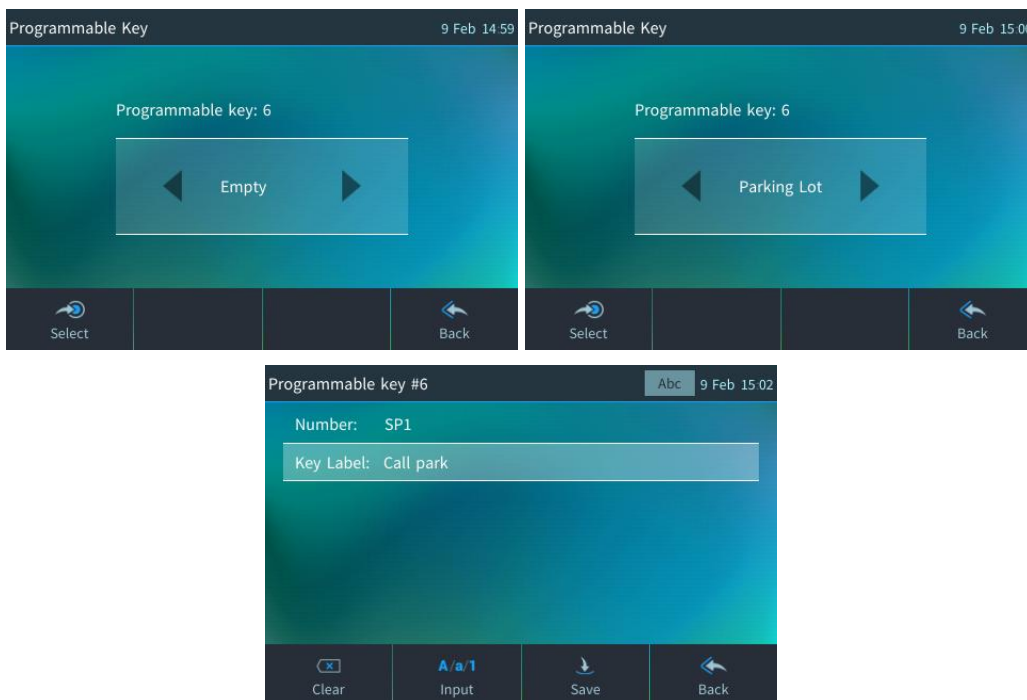 Programmable Key 9 Feb 14:59
Programmable key: 6
Empty
Select Back
Programmable Key 9 Feb 15:00
Programmable key: 6
Parking Lot
Select Back
Programmable key #6 Abc 9 Feb 15:02
Number: SP1
Key Label: Call park
A/a/1
Clear Input Save Back